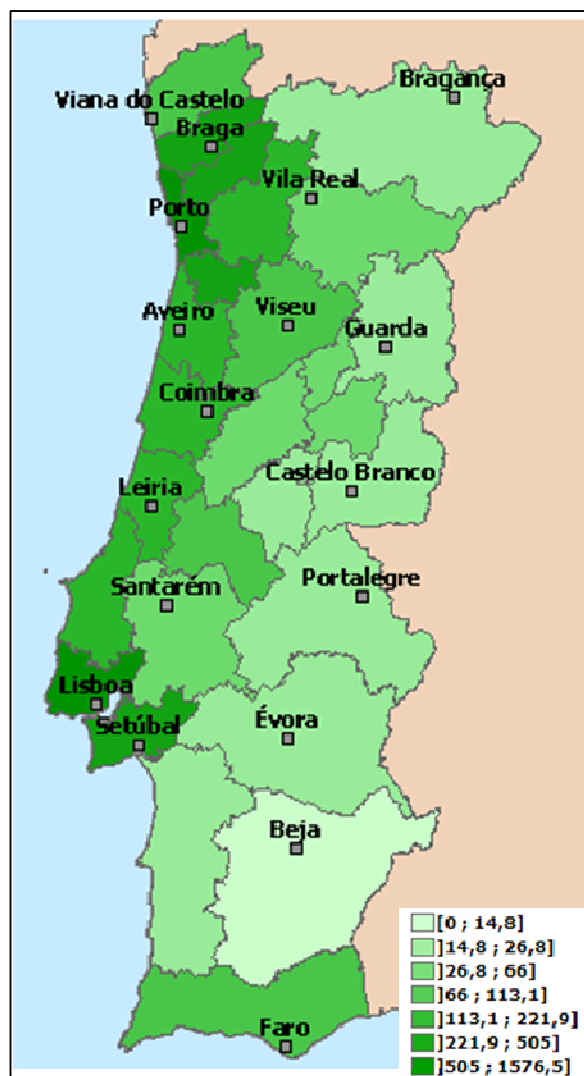 Bragança
Viana do Castelo
Braga
Vila Real
Porto
Aveiro
Viseu
Guarda
Coimbra
Castelo Branco
Leiria
Portalegre
Santarém
Lisboa
Setúbal
Évora
Beja
Faro
[0 ; 14,8]
]14,8 ; 26,8]
]26,8 ; 66]
]66 ; 113,1]
]113,1 ; 221,9]
]221,9 ; 505]
]505 ; 1576,5]